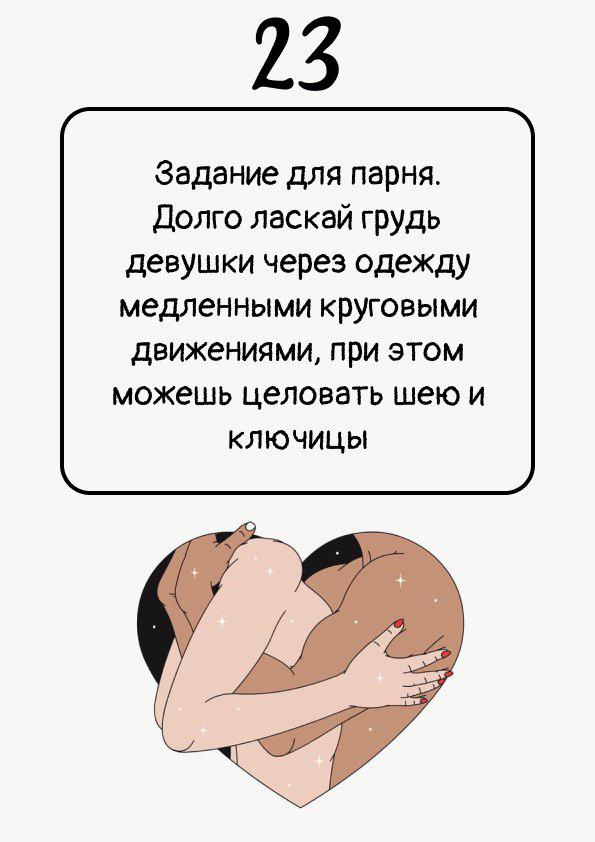 23
Задание для парня.
Долго ласкай грудь
девушки через одежду
медленными круговыми
движениями, при этом
можешь целовать шею и
ключицы